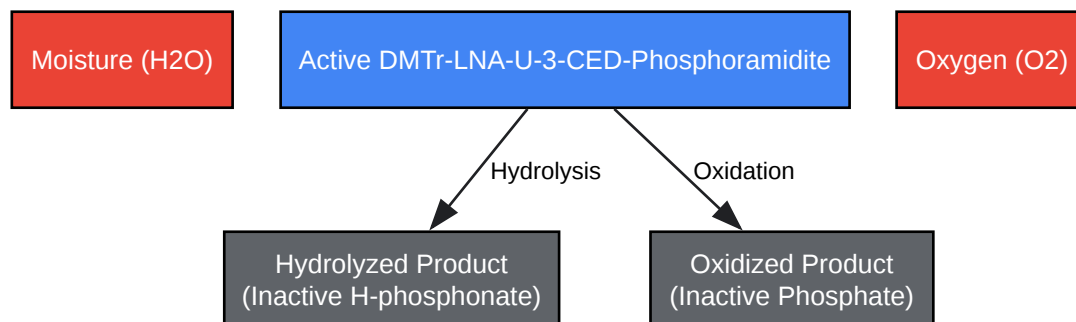 Moisture (H2O)
Active DMTr-LNA-U-3-CED-Phosphoramidite
Oxygen (O2)
Hydrolysis
Oxidation
Hydrolyzed Product
(Inactive H-phosphonate)
Oxidized Product
(Inactive Phosphate)